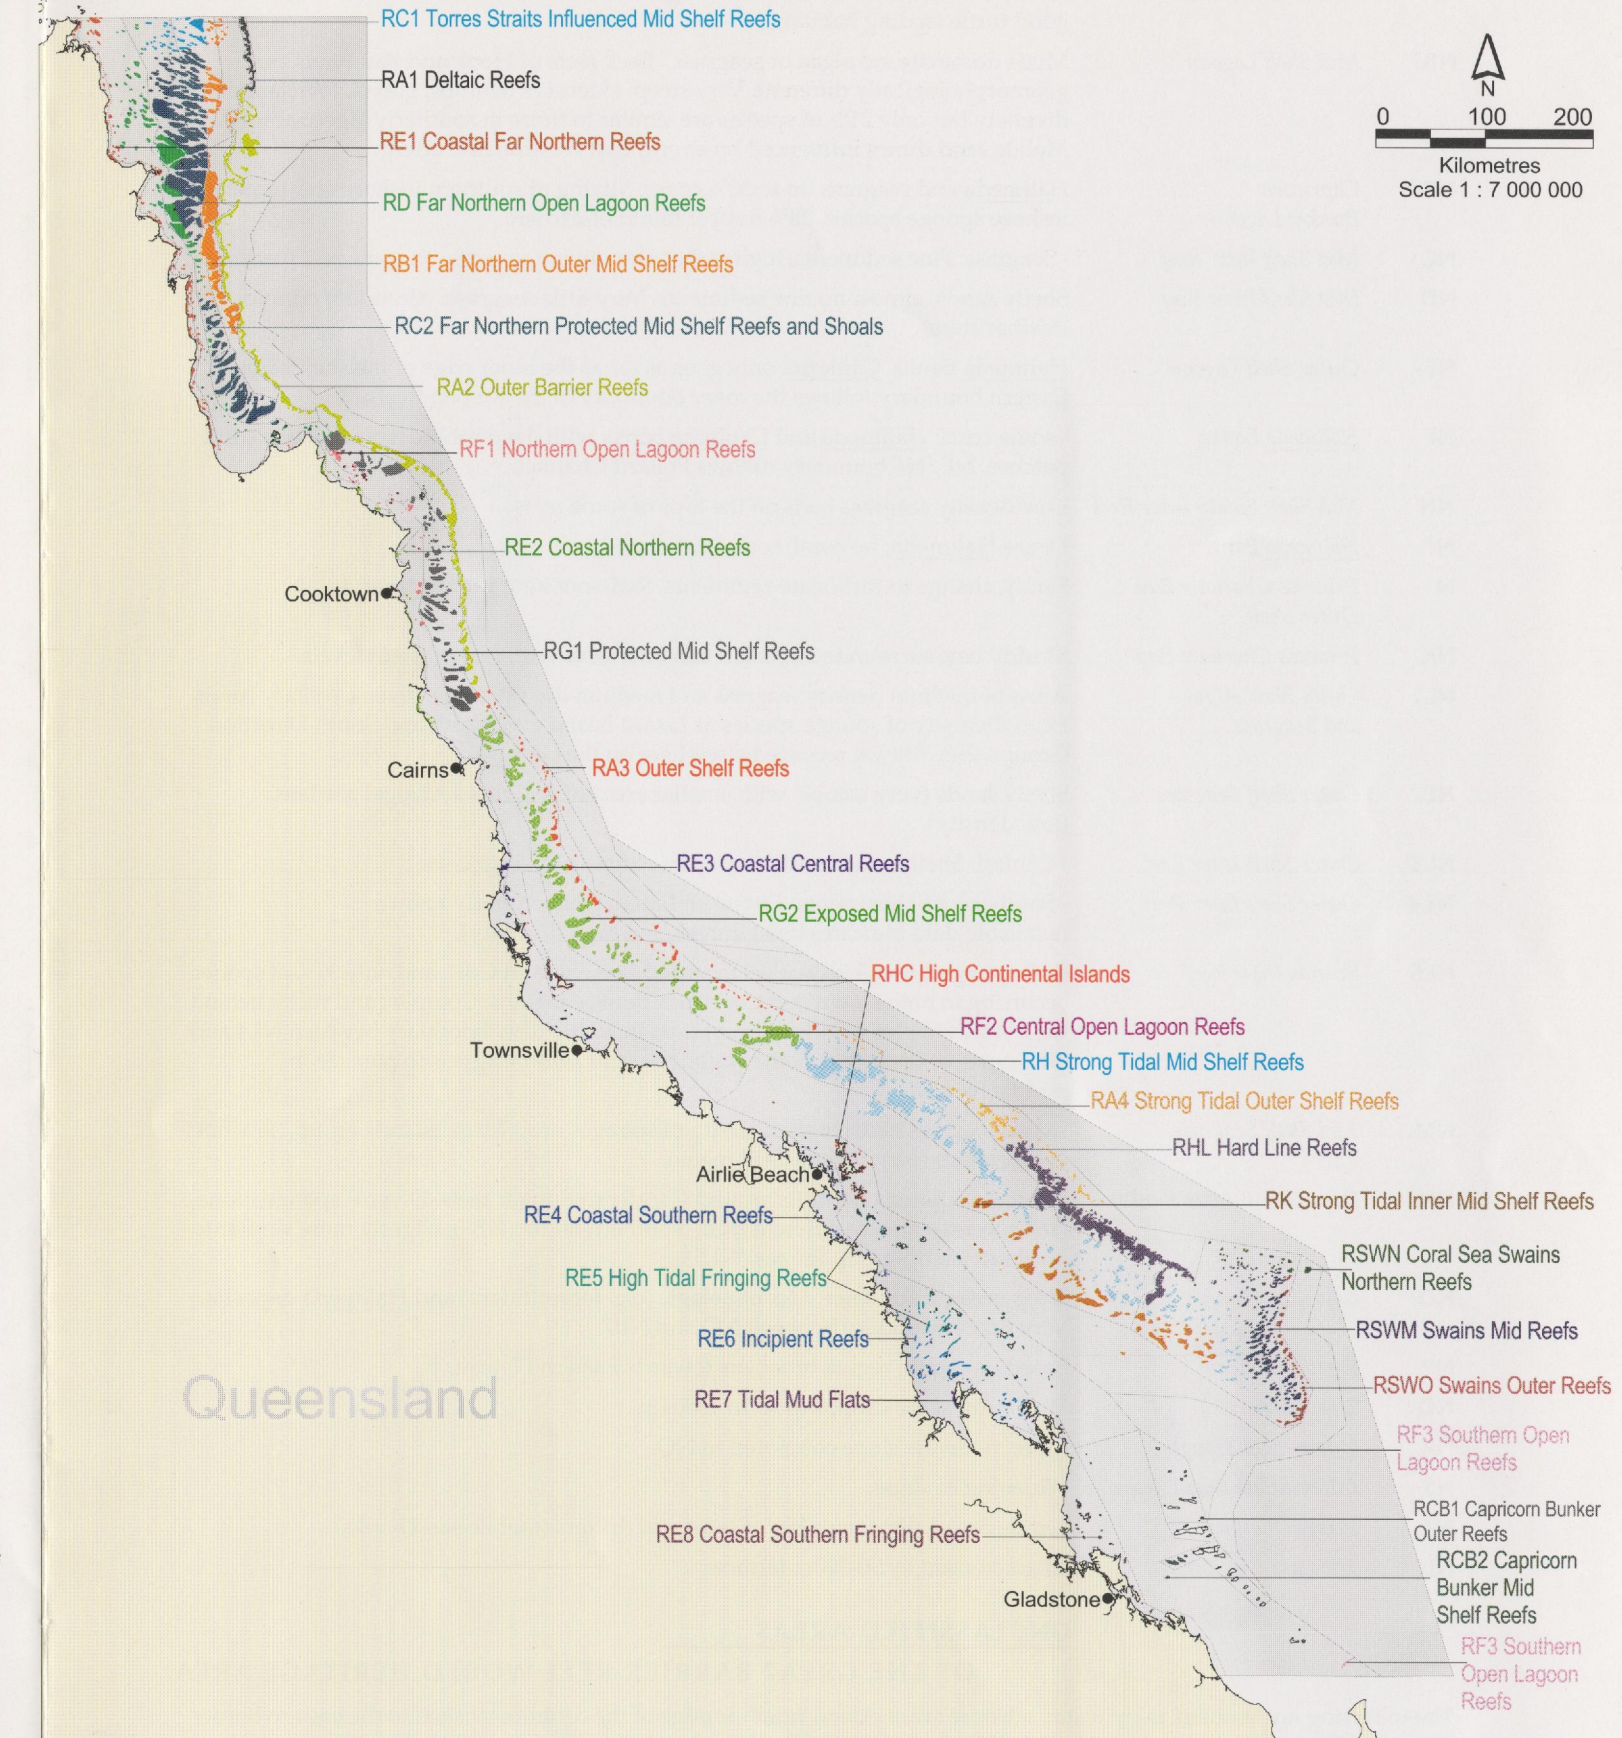 RC1 Torres Straits Influenced Mid Shelf Reefs
N
RA1 Deltaic Reefs
0 100 200
Kilometres
Scale 1 : 7 000 000
RE1 Coastal Far Northern Reefs
RD Far Northern Open Lagoon Reefs
RB1 Far Northern Outer Mid Shelf Reefs
RC2 Far Northern Protected Mid Shelf Reefs and Shoals
RA2 Outer Barrier Reefs
RF1 Northern Open Lagoon Reefs
RE2 Coastal Northern Reefs
Cooktown
RG1 Protected Mid Shelf Reefs
Cairns
RA3 Outer Shelf Reefs
RE3 Coastal Central Reefs
RG2 Exposed Mid Shelf Reefs
RHC High Continental Islands
RF2 Central Open Lagoon Reefs
Townsville
RH Strong Tidal Mid Shelf Reefs
RA4 Strong Tidal Outer Shelf Reefs
RHL Hard Line Reefs
Airlie Beach
RK Strong Tidal Inner Mid Shelf Reefs
RE4 Coastal Southern Reefs
RSWN Coral Sea Swains
Northern Reefs
RE5 High Tidal Fringing Reefs
RSWM Swains Mid Reefs
RE6 Incipient Reefs
RSWO Swains Outer Reefs
Queensland
RE7 Tidal Mud Flats
RF3 Southern Open
Lagoon Reefs
RCB1 Capricorn Bunker
Outer Reefs
RE8 Coastal Southern Fringing Reefs
RCB2 Capricorn
Bunker Mid
Shelf Reefs
Gladstone
RF3 Southern
Open Lagoon
Reefs